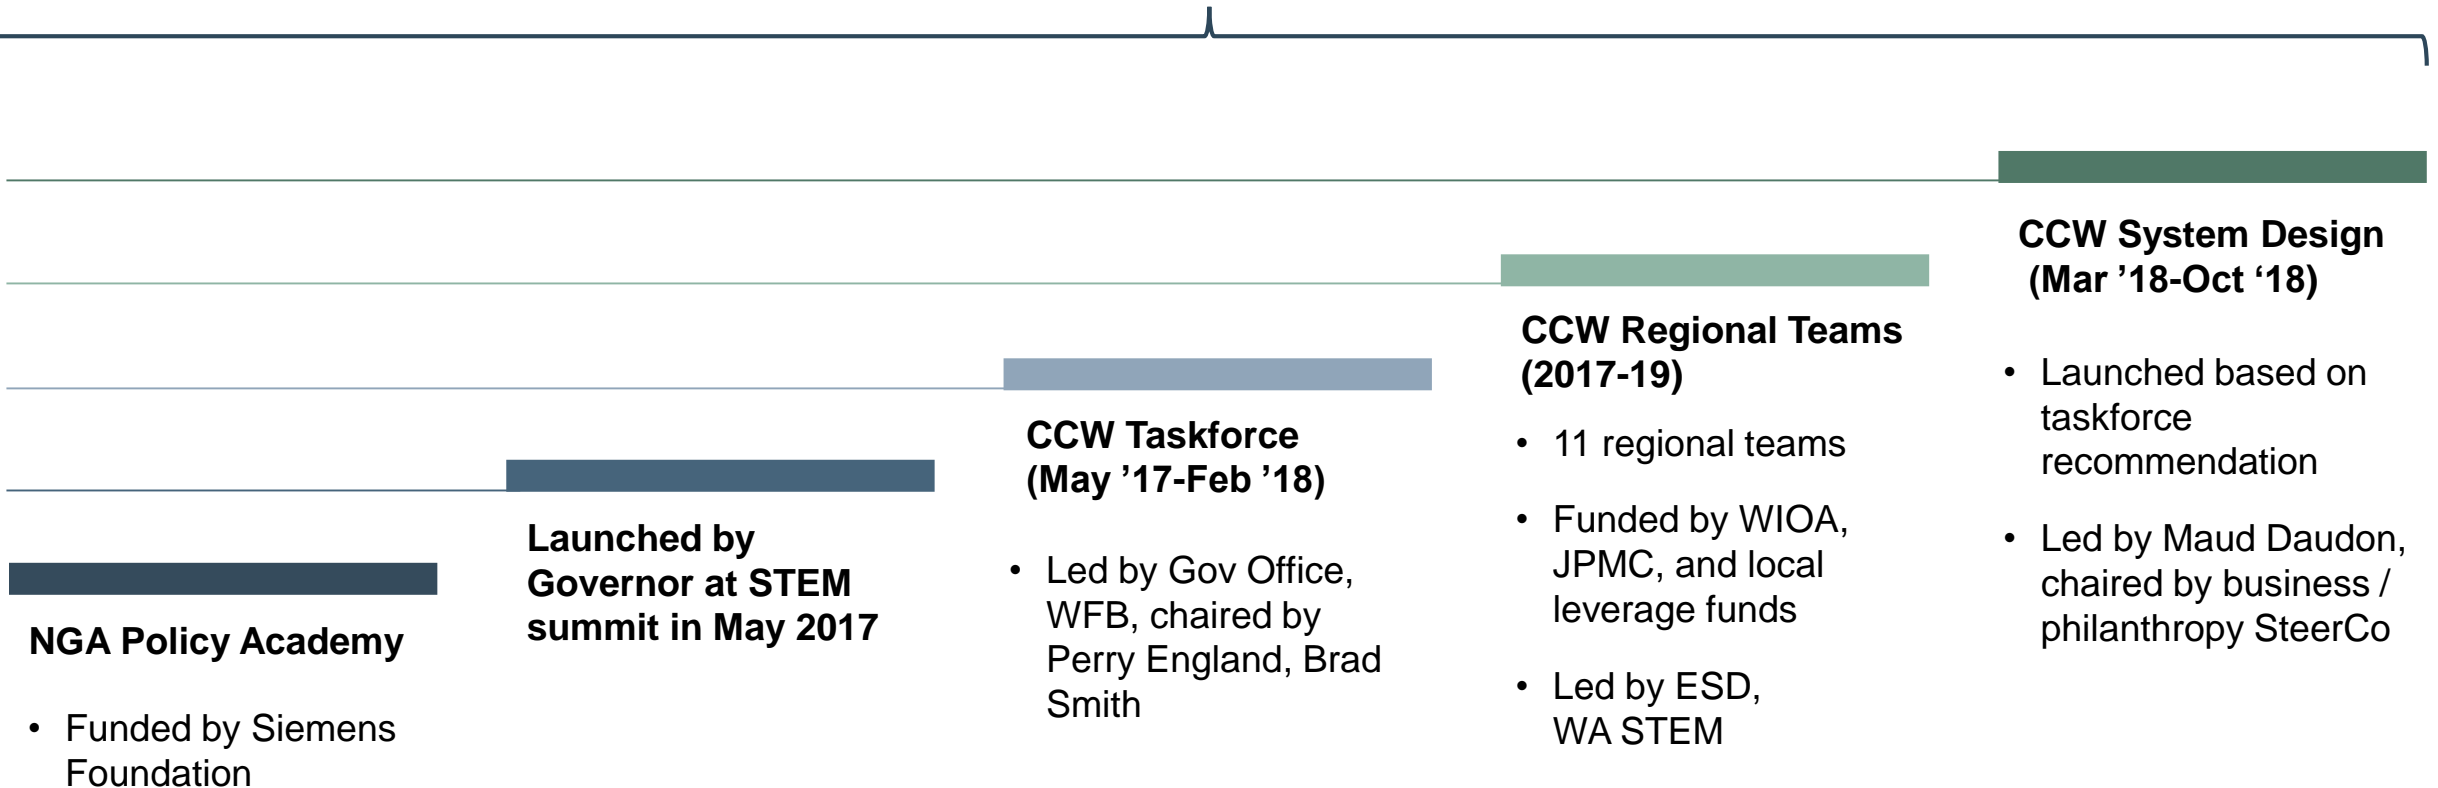 NGA Policy Academy
• Funded by Siemens
Foundation
Launched by
Governor at STEM
summit in May 2017
CCW Taskforce
(May ’17-Feb ’18)
• Led by Gov Office,
WFB, chaired by
Perry England, Brad
Smith
CCW Regional Teams
(2017-19)
• 11 regional teams
• Funded by WIOA,
JPMC, and local
leverage funds
• Led by ESD,
WA STEM
CCW System Design
(Mar ’18-Oct ‘18)
• Launched based on
taskforce
recommendation
• Led by Maud Daudon,
chaired by business /
philanthropy SteerCo